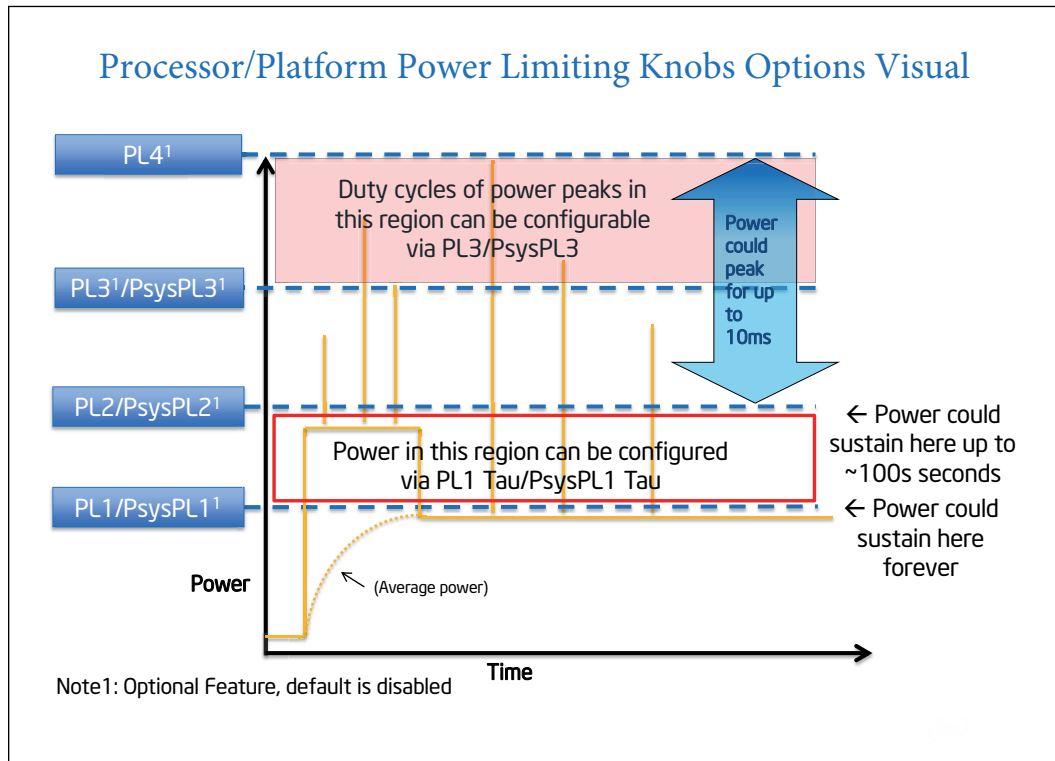 Processor/Platform Power Limiting Knobs Options Visual
PL4¹
Duty cycles of power peaks in
this region can be configurable
via PL3/PsysPL3
Power
could
peak
for up
to
10ms
PL3¹/PsysPL3¹
PL2/PsysPL2¹
← Power could
sustain here up to
~100s seconds
Power in this region can be configured
via PL1 Tau/PsysPL1 Tau
PL1/PsysPL1¹
← Power could
sustain here
forever
Power
(Average power)
Time
Note1: Optional Feature, default is disabled